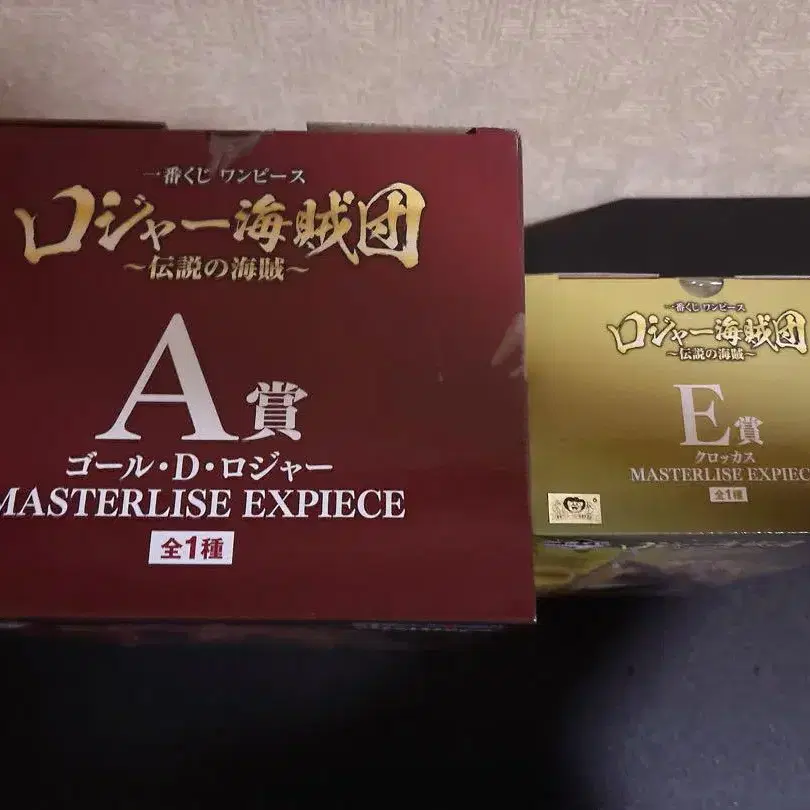 一番くじ ワンピース
ロジャー海賊団
～伝説の海賊～
A賞
ゴール・D・ロジャー
MASTERLISE EXPIECE
全1種
一番くじ ワンピース
ロジャー海賊団
～伝説の海賊～
E賞
クロッカス
MASTERLISE EXPIEC
全1種